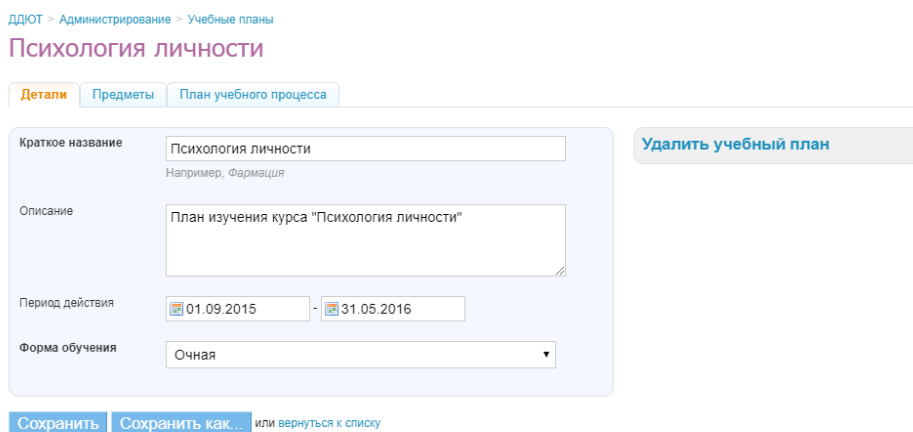 ДДЮТ > Администрирование > Учебные планы
Психология личности
Детали Предметы План учебного процесса
Краткое название Психология личности
Удалить учебный план
Например, Фармация
Описание План изучения курса "Психология личности"
Период действия 01.09.2015 - 31.05.2016
Форма обучения Очная
Сохранить Сохранить как... или вернуться к списку